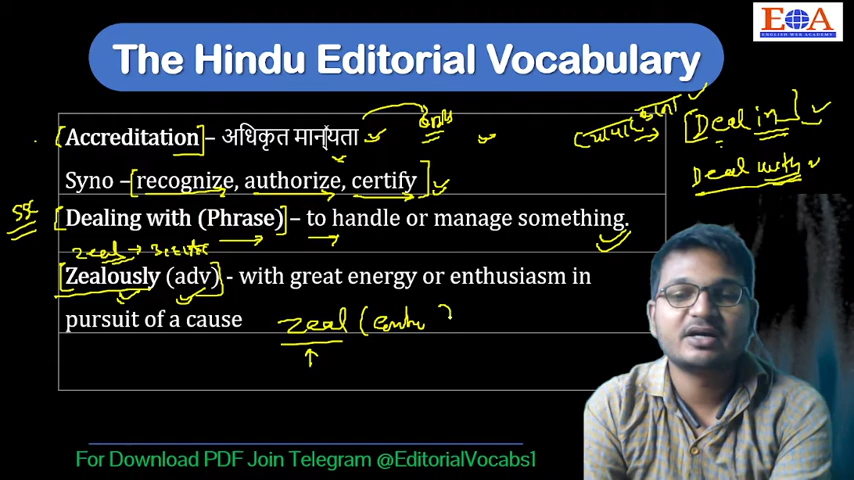 EOA
ENGLISH WEB ACADEMY
The Hindu Editorial Vocabulary
Accreditation – अधिकृत मान्यता
Syno – recognize, authorize, certify
Dealing with (Phrase) – to handle or manage something.
zeal →
Zealously (adv) - with great energy or enthusiasm in
pursuit of a cause
zeal (
Deal in
Deal with
For Download PDF Join Telegram @EditorialVocabs1